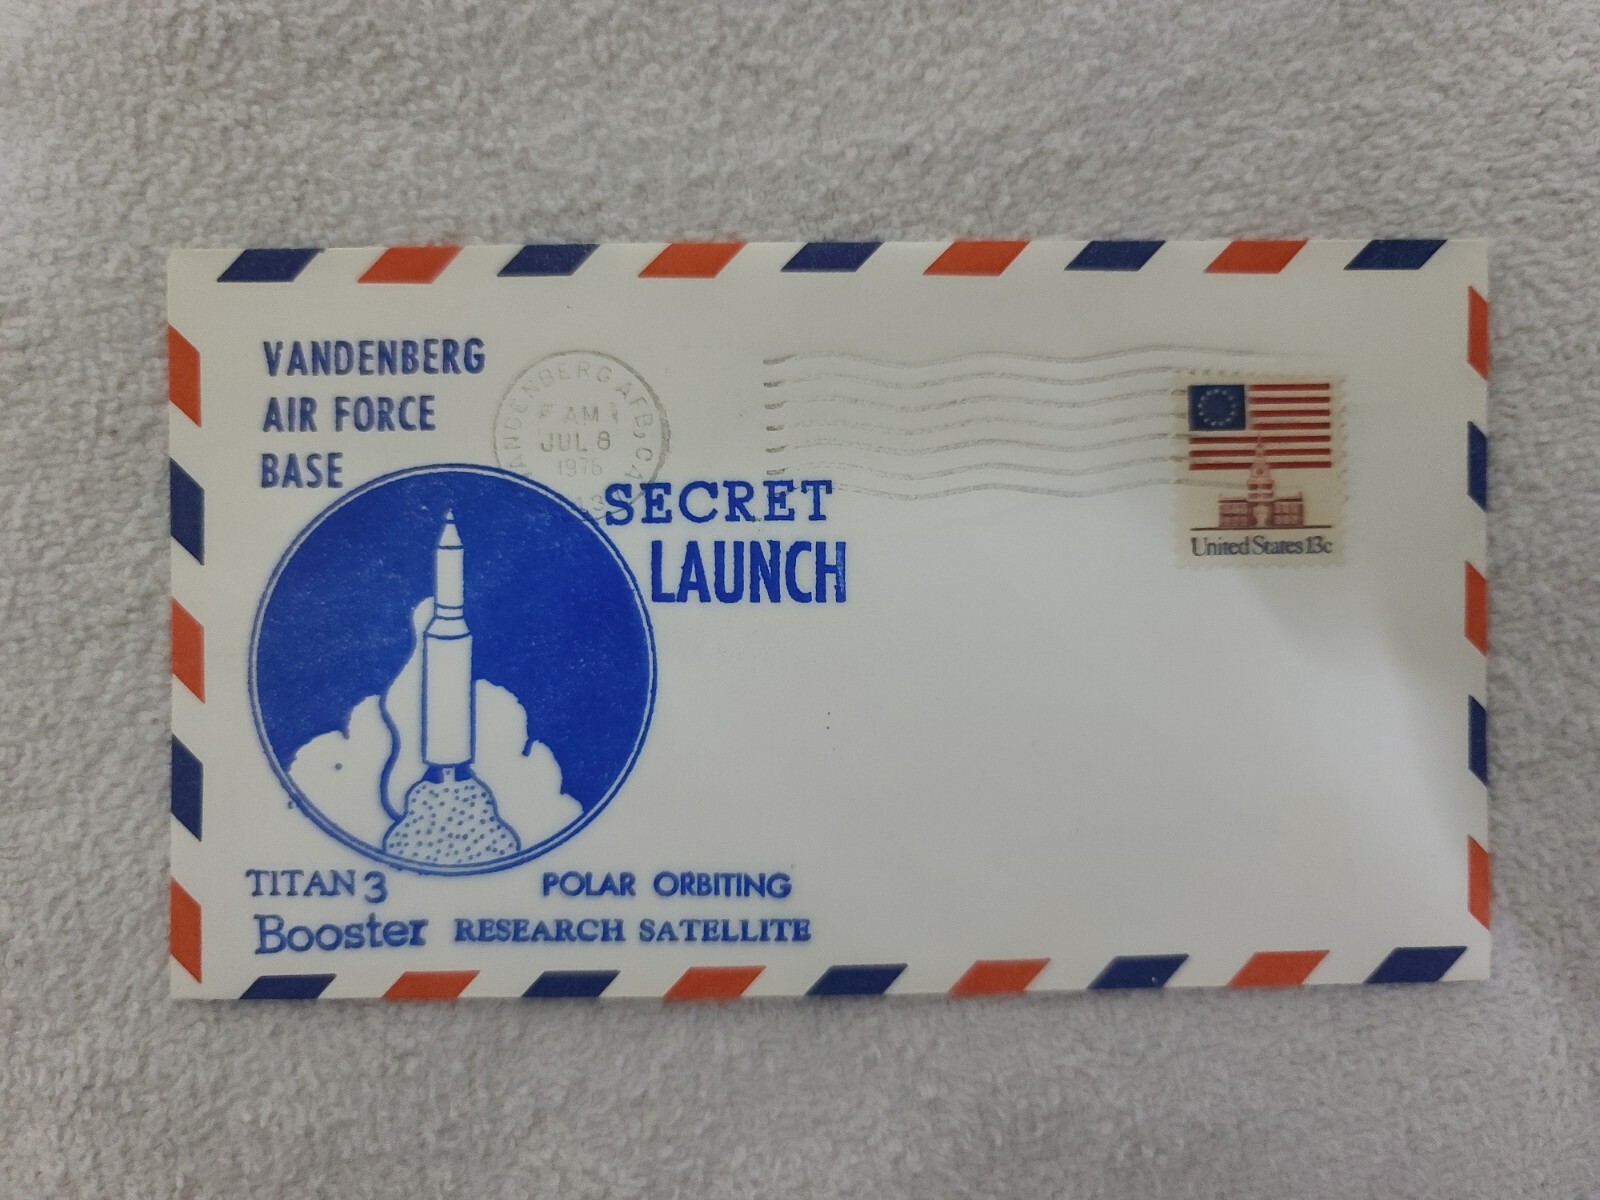 VANDENBERG
AIR FORCE
BASE
VANDENBERG AFB, CA
AM
JUL 8
1976
SECRET
LAUNCH
United States 13c
TITAN 3
Booster
POLAR ORBITING
RESEARCH SATELLITE